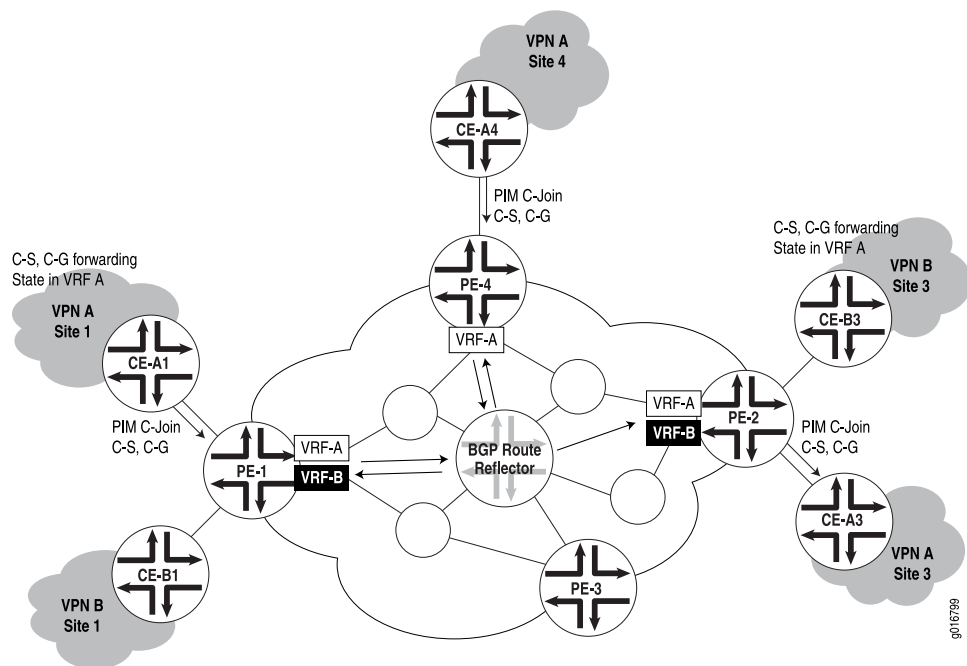 VPN A
Site 4
CE-A4
PIM C-Join
C-S, C-G
C-S, C-G forwarding
State in VRF A
VPN A
Site 1
CE-A1
PIM C-Join
C-S, C-G
PE-4
VRF-A
C-S, C-G forwarding
State in VRF A
VPN B
Site 3
CE-B3
VRF-A
VRF-B
PE-2
PIM C-Join
C-S, C-G
PE-1
VRF-A
VRF-B
BGP Route
Reflector
CE-A3
VPN A
Site 3
CE-B1
VPN B
Site 1
PE-3
g016799